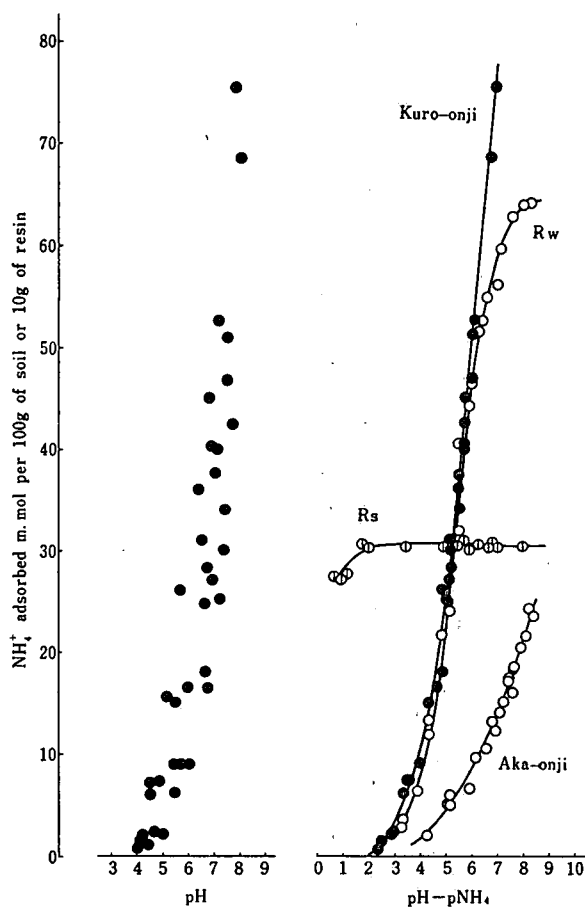 NH₄⁺ adsorbed m. mol per 100g of soil or 10g of resin
80
70
60
50
40
30
20
10
0
3 4 5 6 7 8 9
pH
Kuro-onji
Rw
Rs
Aka-onji
0 1 2 3 4 5 6 7 8 9 10
pH−pNH₄